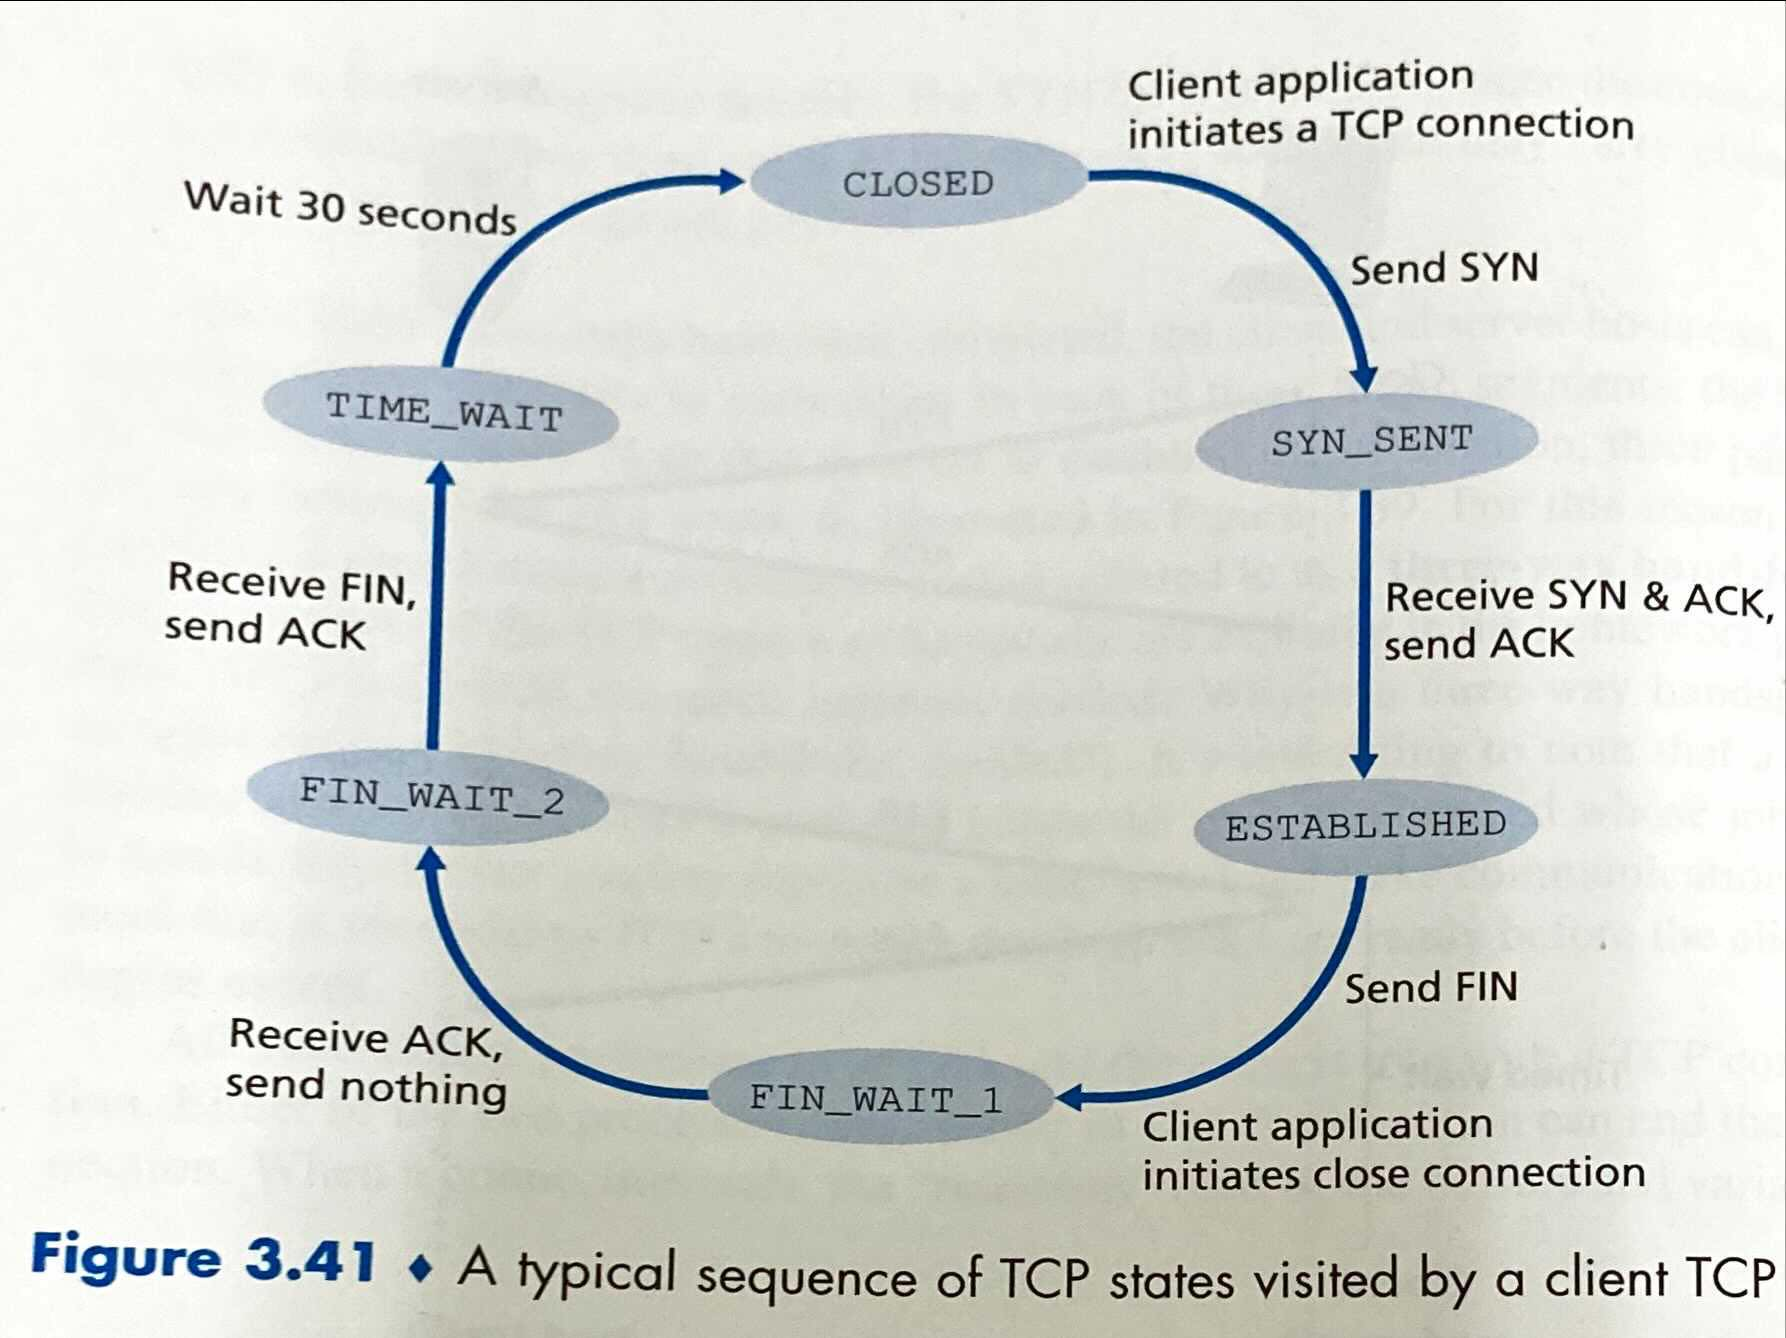 Client application
initiates a TCP connection
CLOSED
Wait 30 seconds
Send SYN
TIME_WAIT
SYN_SENT
Receive FIN,
send ACK
Receive SYN & ACK,
send ACK
FIN_WAIT_2
ESTABLISHED
Send FIN
Receive ACK,
send nothing
FIN_WAIT_1
Client application
initiates close connection
Figure 3.41 ♦ A typical sequence of TCP states visited by a client TCP